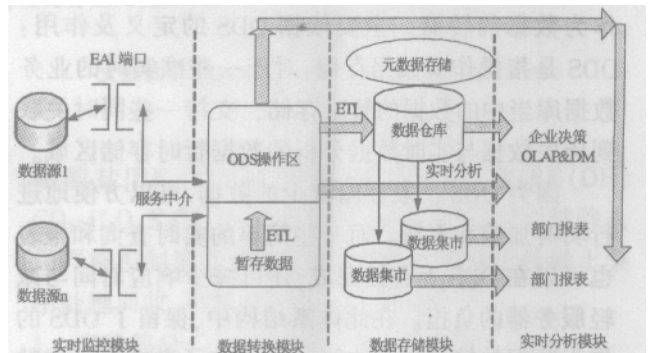 EAI 端口
数据源1
数据源n
服务中介
ODS操作区
ETL
暂存数据
ETL
元数据存储
数据仓库
实时分析
数据集市
数据集市
企业决策
OLAP&DM
部门报表
部门报表
实时监控模块
数据转换模块
数据存储模块
实时分析模块